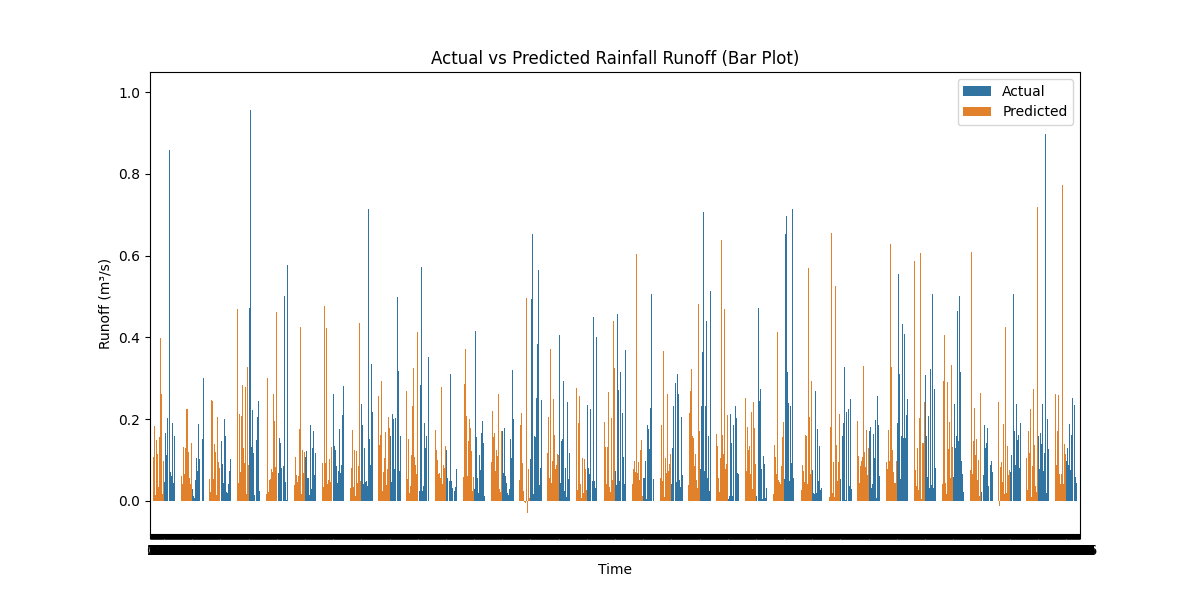 Actual vs Predicted Rainfall Runoff (Bar Plot)
Actual
Predicted
1.0
0.8
0.6
0.4
0.2
0.0
Runoff (m³/s)
Time